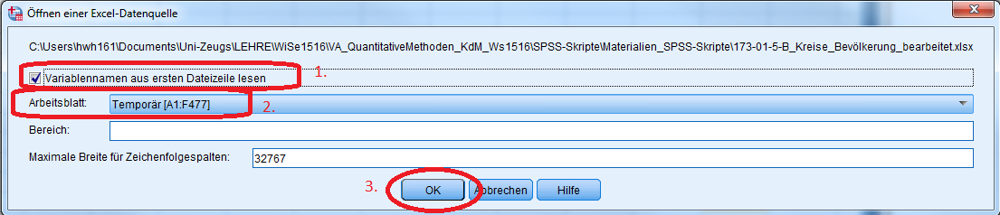 Öffnen einer Excel-Datenquelle
C:\Users\hwh161\Documents\Uni-Zeugs\LEHRE\WiSe1516\VA_QuantitativeMethoden_KdM_Ws1516\SPSS-Skripte\Materialien_SPSS-Skripte\173-01-5-B_Kreise_Bevölkerung_bearbeitet.xlsx
Variablennamen aus ersten Dateizeile lesen 1.
Arbeitsblatt: Temporär [A1:F477] 2.
Bereich:
Maximale Breite für Zeichenfolgespalten: 32767
3. OK Abbrechen Hilfe